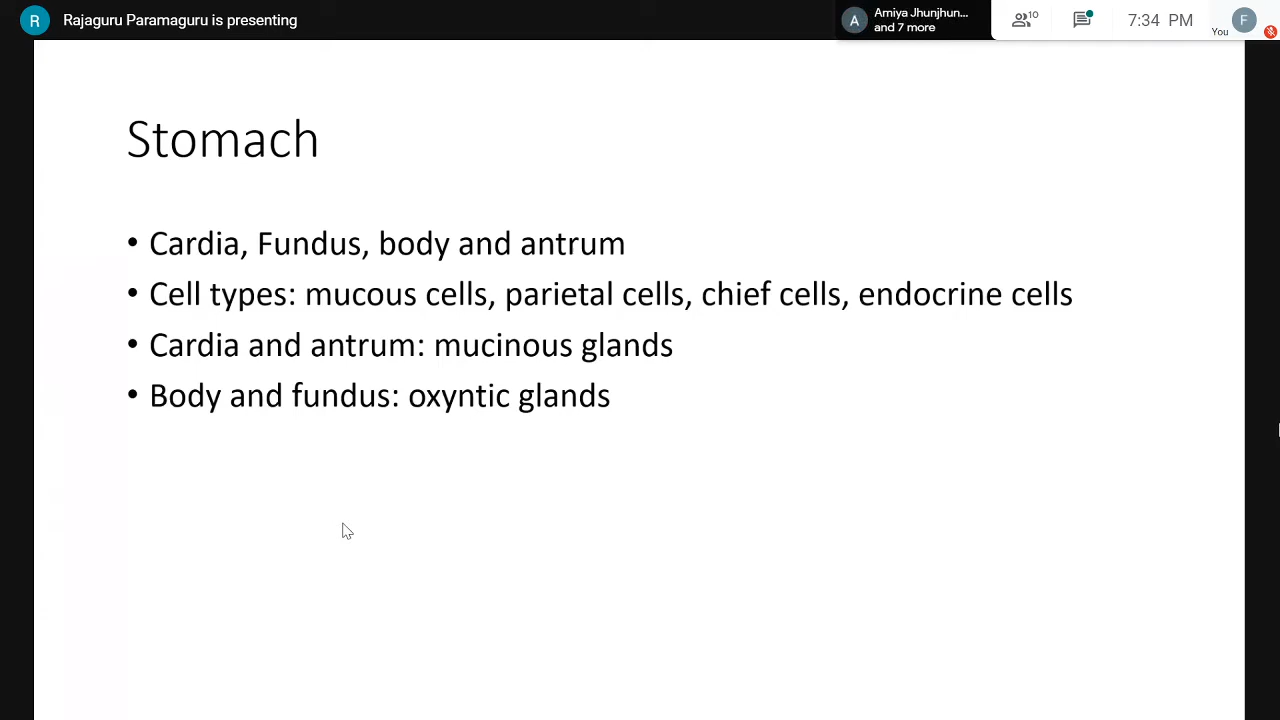 R Rajaguru Paramaguru is presenting
A Amiya Jhunjhun...
and 7 more
10
7:34 PM
You
F
Stomach
• Cardia, Fundus, body and antrum
• Cell types: mucous cells, parietal cells, chief cells, endocrine cells
• Cardia and antrum: mucinous glands
• Body and fundus: oxyntic glands